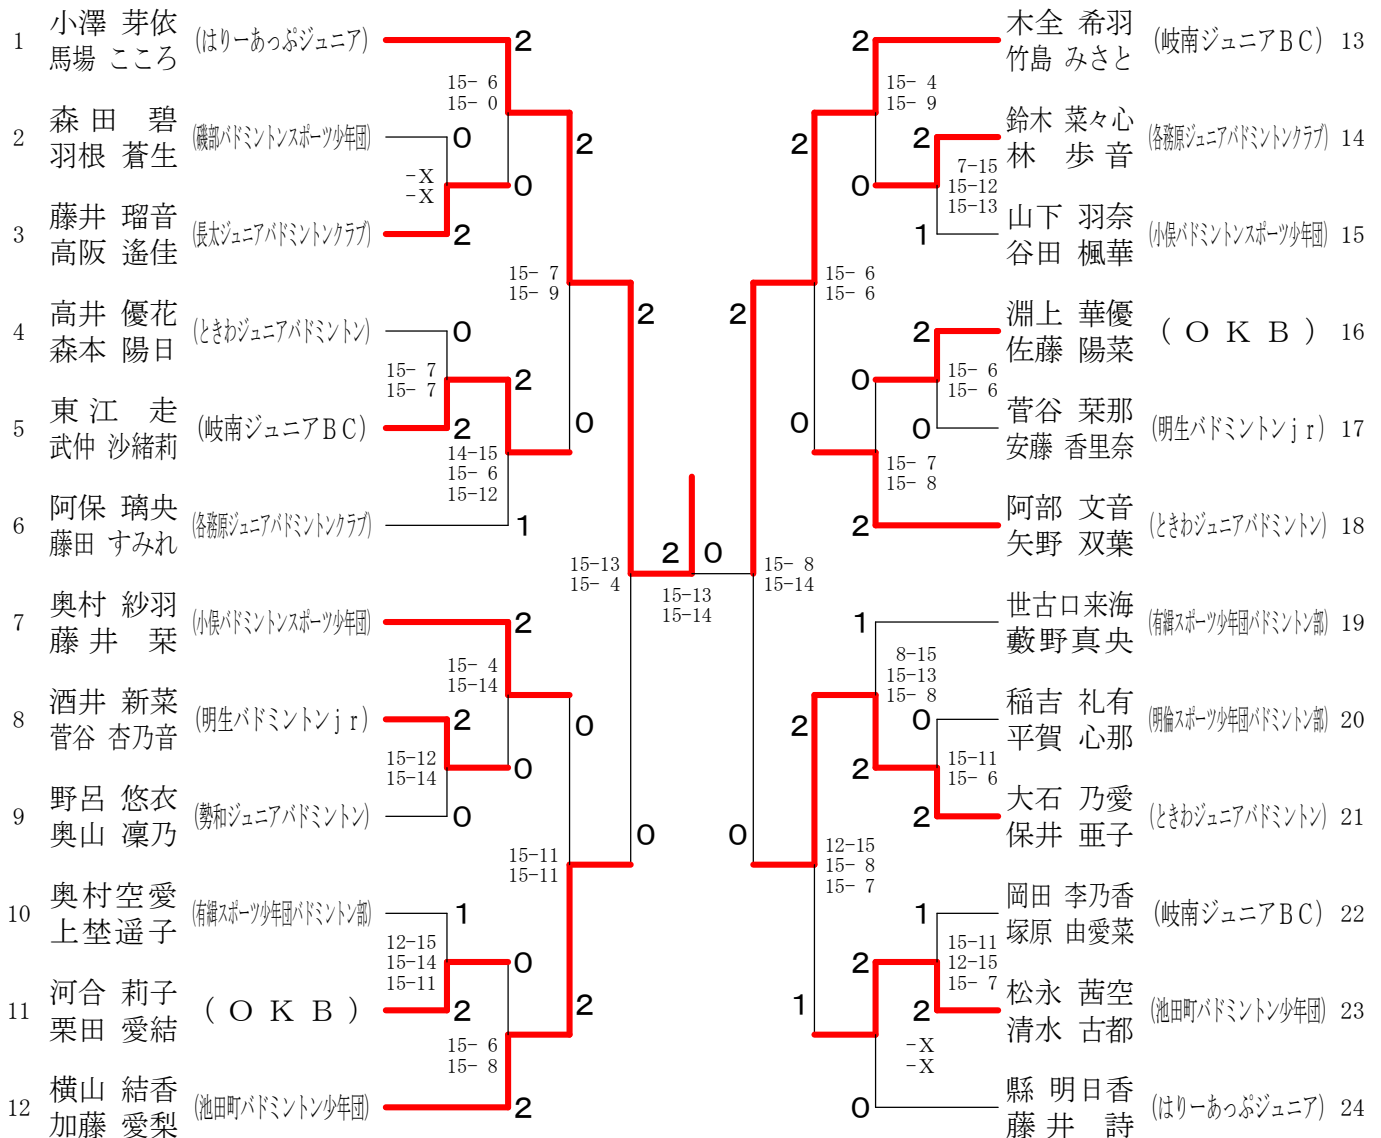 1 小澤 芽依 (はりーあっぷジュニア) 2
馬場 こころ
15- 6
15- 0
2 森田 碧 (磯部バドミントンスポーツ少年団) 0
羽根 蒼生
2
-X
-X
0
3 藤井 瑠音 (長太ジュニアバドミントンクラブ) 2
高阪 遙佳
15- 7
15- 9
2
4 高井 優花 (ときわジュニアバドミントン) 0
森本 陽日
15- 7
15- 7
2
5 東江 走 (岐南ジュニアBC) 2
武仲 沙緒莉
0
14-15
15- 6
15-12
6 阿保 璃央 (各務原ジュニアバドミントンクラブ) 1
藤田 すみれ
15-13
15- 4
2 0
15-13
15-14
7 奥村 紗羽 (小俣バドミントンスポーツ少年団) 2
藤井 栞
15- 4
15-14
8 酒井 新菜 (明生バドミントンjr) 2
菅谷 杏乃音
0
15-12
15-14
0
9 野呂 悠衣 (勢和ジュニアバドミントン) 0
奥山 凜乃
0
15-11
15-11
10 奥村空愛 (有緝スポーツ少年団バドミントン部) 1
上埜遥子
12-15
15-14
15-11
0
11 河合 莉子 (OKB) 2
栗田 愛結
2
15- 6
15- 8
12 横山 結香 (池田町バドミントン少年団) 2
加藤 愛梨
2 木全 希羽 (岐南ジュニアBC) 13
竹島 みさと
15- 4
15- 9
2
2 鈴木 菜々心 (各務原ジュニアバドミントンクラブ) 14
林 歩音
0
7-15
15-12
15-13
1 山下 羽奈 (小俣バドミントンスポーツ少年団) 15
谷田 楓華
15- 6
15- 6
2
2 淵上 華優 (OKB) 16
佐藤 陽菜
0
15- 6
15- 6
0 菅谷 栞那 (明生バドミントンjr) 17
安藤 香里奈
0
15- 7
15- 8
2 阿部 文音 (ときわジュニアバドミントン) 18
矢野 双葉
15- 8
15-14
1 世古口来海 (有緝スポーツ少年団バドミントン部) 19
藪野真央
8-15
15-13
15- 8
2
0 稲吉 礼有 (明倫スポーツ少年団バドミントン部) 20
平賀 心那
2
15-11
15- 6
2 大石 乃愛 (ときわジュニアバドミントン) 21
保井 亜子
0
12-15
15- 8
15- 7
1 岡田 李乃香 (岐南ジュニアBC) 22
塚原 由愛菜
2
15-11
12-15
15- 7
1
2 松永 茜空 (池田町バドミントン少年団) 23
清水 古都
-X
-X
0 縣 明日香 (はりーあっぷジュニア) 24
藤井 詩